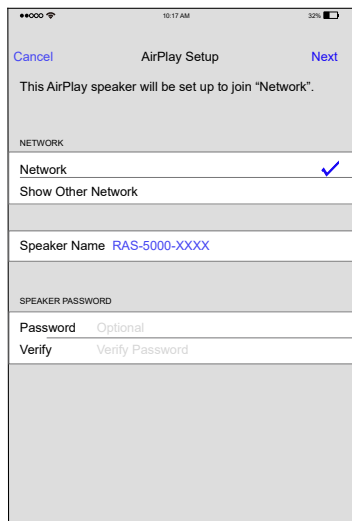 10:17 AM 32%
Cancel AirPlay Setup Next
This AirPlay speaker will be set up to join “Network”.
NETWORK
Network
Show Other Network
Speaker Name RAS-5000-XXXX
SPEAKER PASSWORD
Password Optional
Verify Verify Password